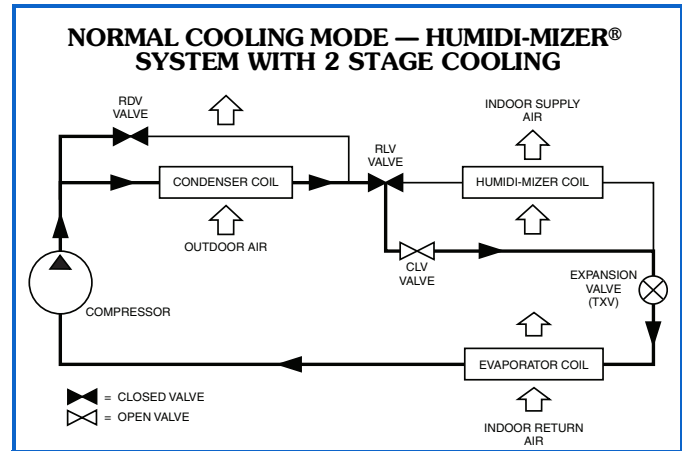 NORMAL COOLING MODE — HUMIDI-MIZER®
SYSTEM WITH 2 STAGE COOLING
RDV
VALVE
INDOOR SUPPLY
AIR
RLV
VALVE
CONDENSER COIL
HUMIDI-MIZER COIL
OUTDOOR AIR
CLV
VALVE
EXPANSION
VALVE
(TXV)
COMPRESSOR
EVAPORATOR COIL
= CLOSED VALVE
= OPEN VALVE
INDOOR RETURN
AIR